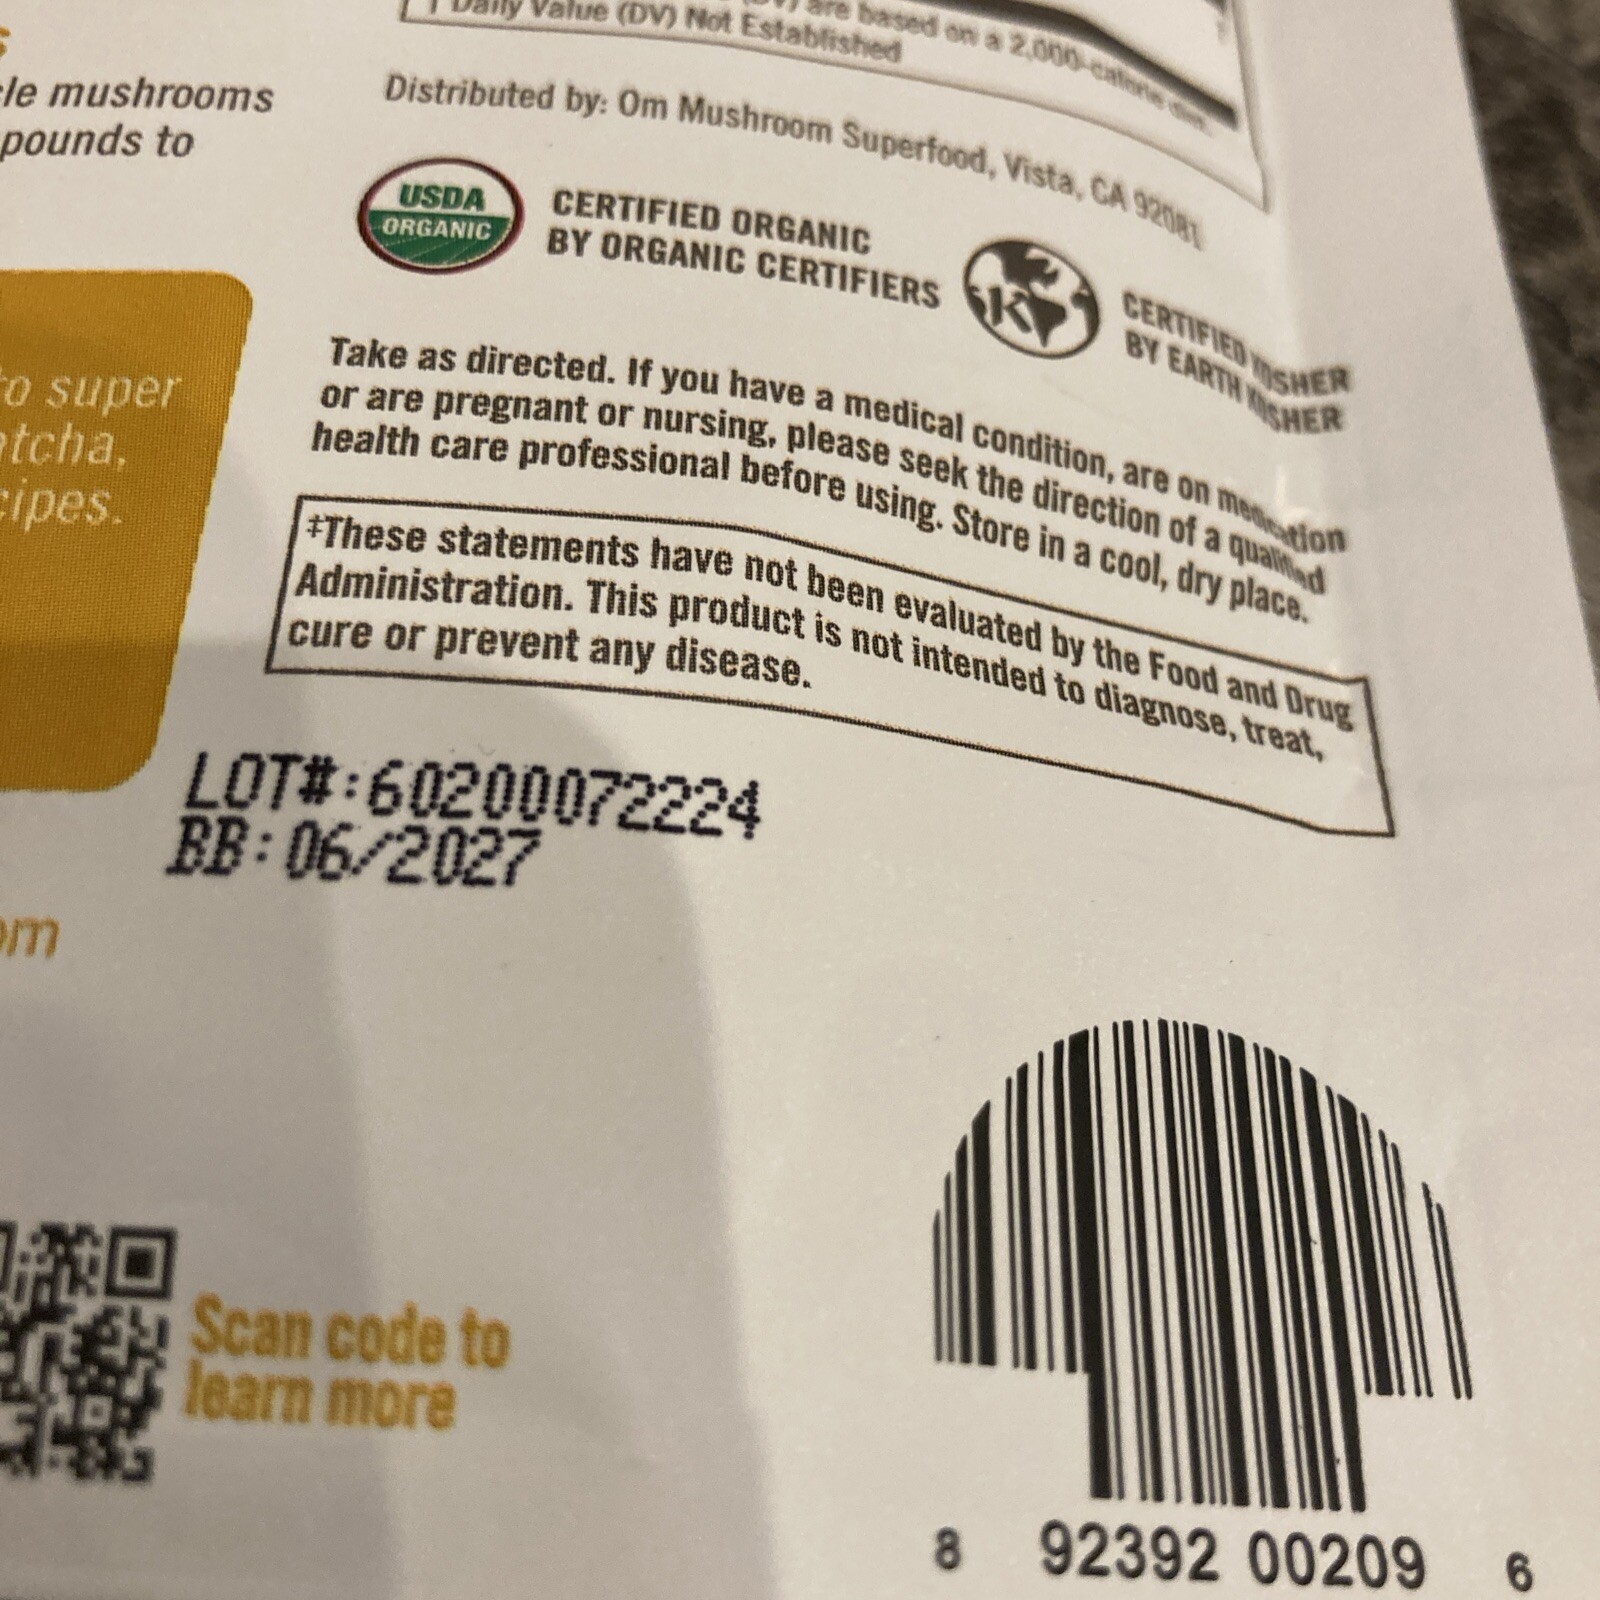 are based on a 2,000-calorie diet.
† Daily Value (DV) Not Established
Distributed by: Om Mushroom Superfood, Vista, CA 92081
mushrooms
pounds to
USDA
ORGANIC
CERTIFIED ORGANIC
BY ORGANIC CERTIFIERS
K
CERTIFIED KOSHER
BY EARTH KOSHER
to super
tcha,
cipes.
Take as directed. If you have a medical condition, are on medication
or are pregnant or nursing, please seek the direction of a qualified
health care professional before using. Store in a cool, dry place.
‡These statements have not been evaluated by the Food and Drug
Administration. This product is not intended to diagnose, treat,
cure or prevent any disease.
LOT#:60200072224
BB:06/2027
om
Scan code to
learn more
8 92392 00209 6